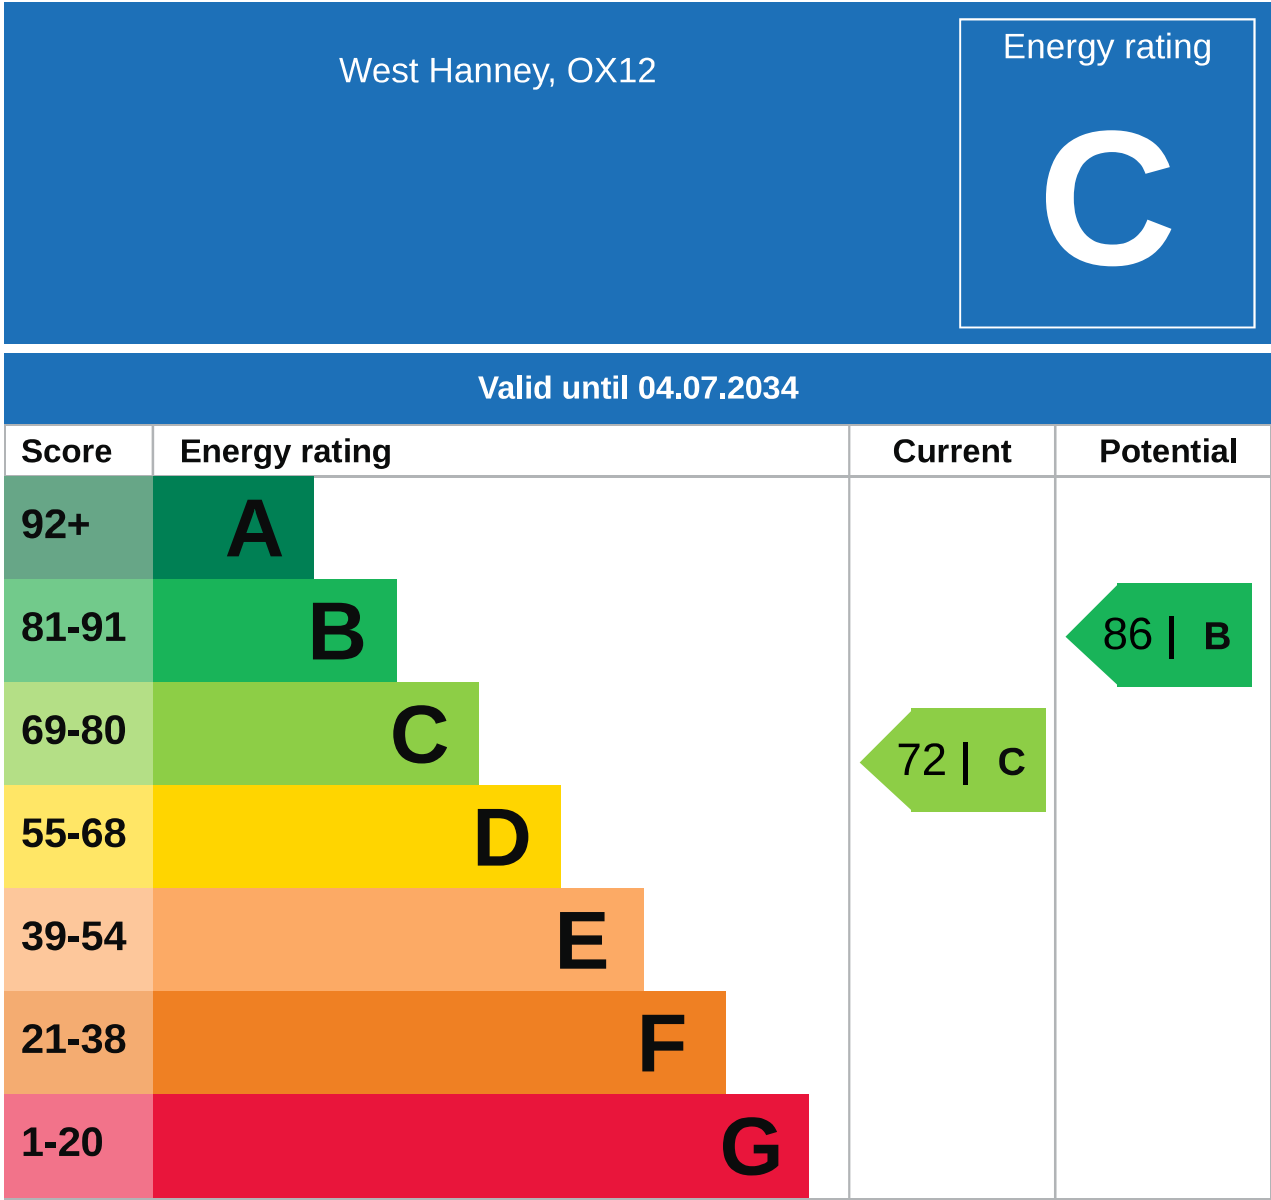 West Hanney, OX12
Energy rating
C
Valid until 04.07.2034
Score Energy rating Current Potential
92+ A
81-91 B
86 | B
69-80 C
72 | C
55-68 D
39-54 E
21-38 F
1-20 G